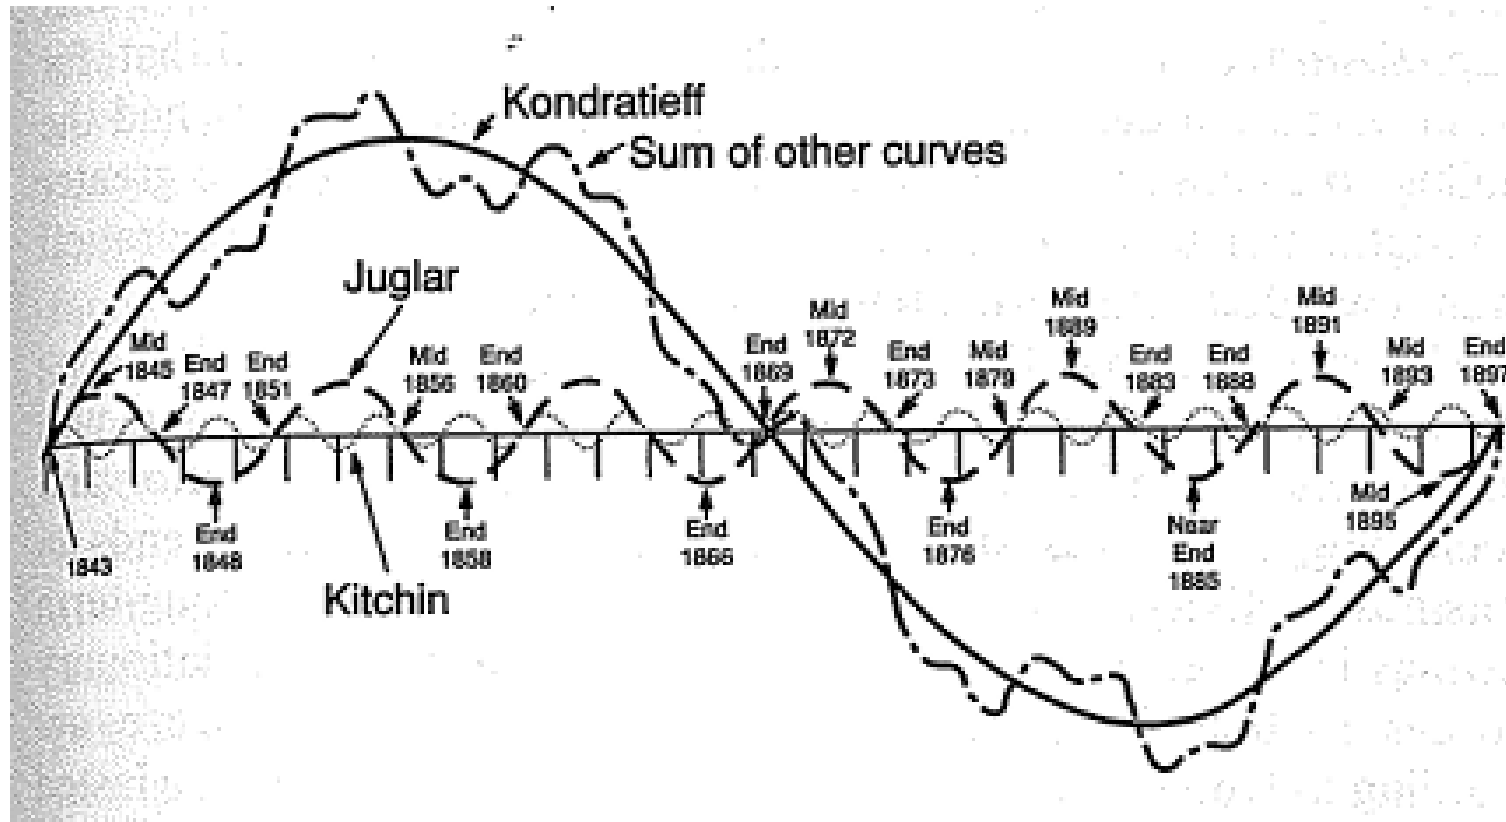 Kondratieff
Sum of other curves
Juglar
Mid
1845
End
1847
End
1851
Mid
1856
End
1860
End
1869
Mid
1872
End
1873
Mid
1879
Mid
1889
End
1883
End
1888
Mid
1891
Mid
1893
End
1897
1843
End
1848
Kitchin
End
1858
End
1866
End
1876
Near
End
1885
Mid
1895